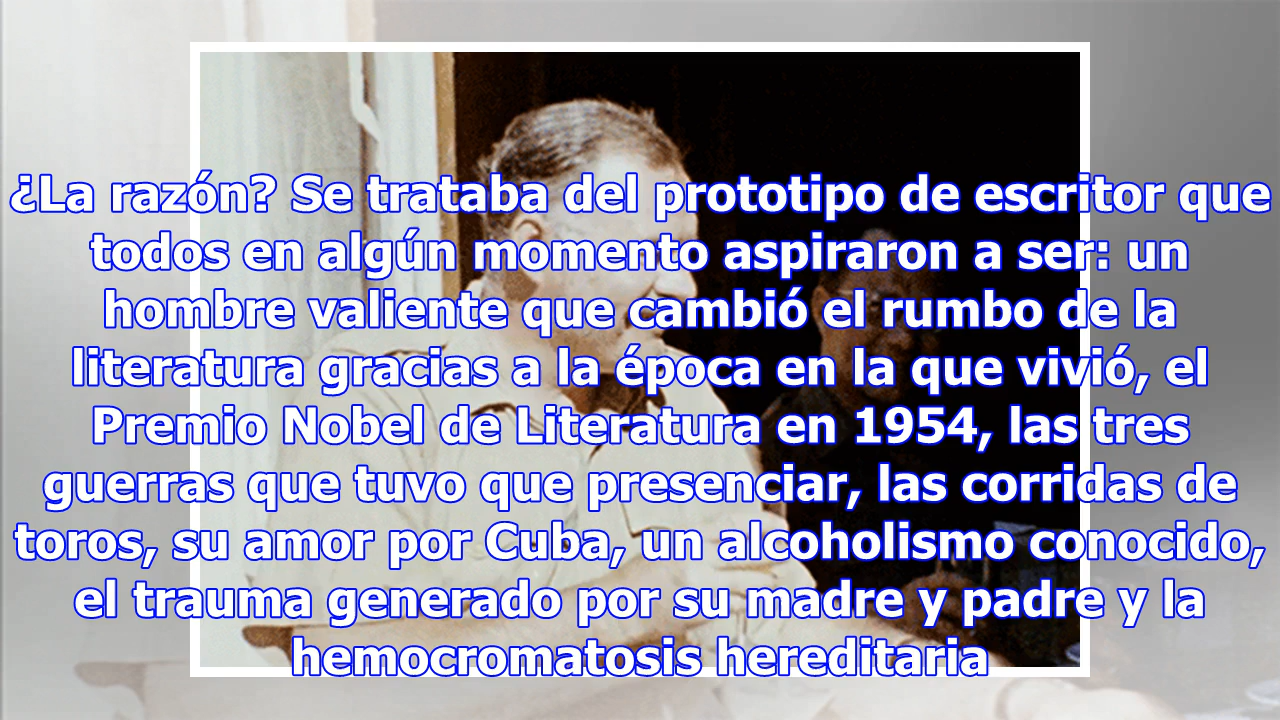 ¿La razón? Se trataba del prototipo de escritor que
todos en algún momento aspiraron a ser: un
hombre valiente que cambió el rumbo de la
literatura gracias a la época en la que vivió, el
Premio Nobel de Literatura en 1954, las tres
guerras que tuvo que presenciar, las corridas de
toros, su amor por Cuba, un alcoholismo conocido,
el trauma generado por su madre y padre y la
hemocromatosis hereditaria